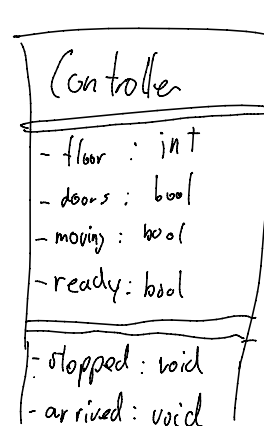 Controller
- floor : int
- doors : bool
- moving : bool
- ready : bool
- stopped : void
- arrived : void